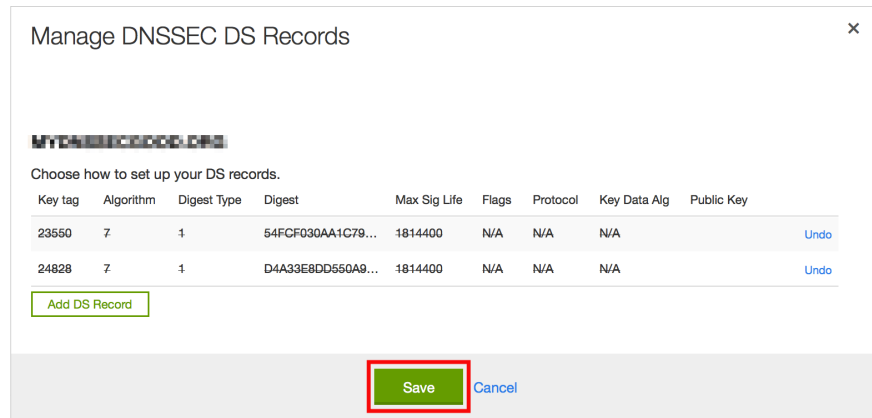 Manage DNSSEC DS Records ×
Choose how to set up your DS records.
Key tag Algorithm Digest Type Digest Max Sig Life Flags Protocol Key Data Alg Public Key
23550 7 1 54FCF030AA1C79... 1814400 N/A N/A N/A Undo
24828 7 1 D4A33E8DD550A9... 1814400 N/A N/A N/A Undo
Add DS Record
Save Cancel